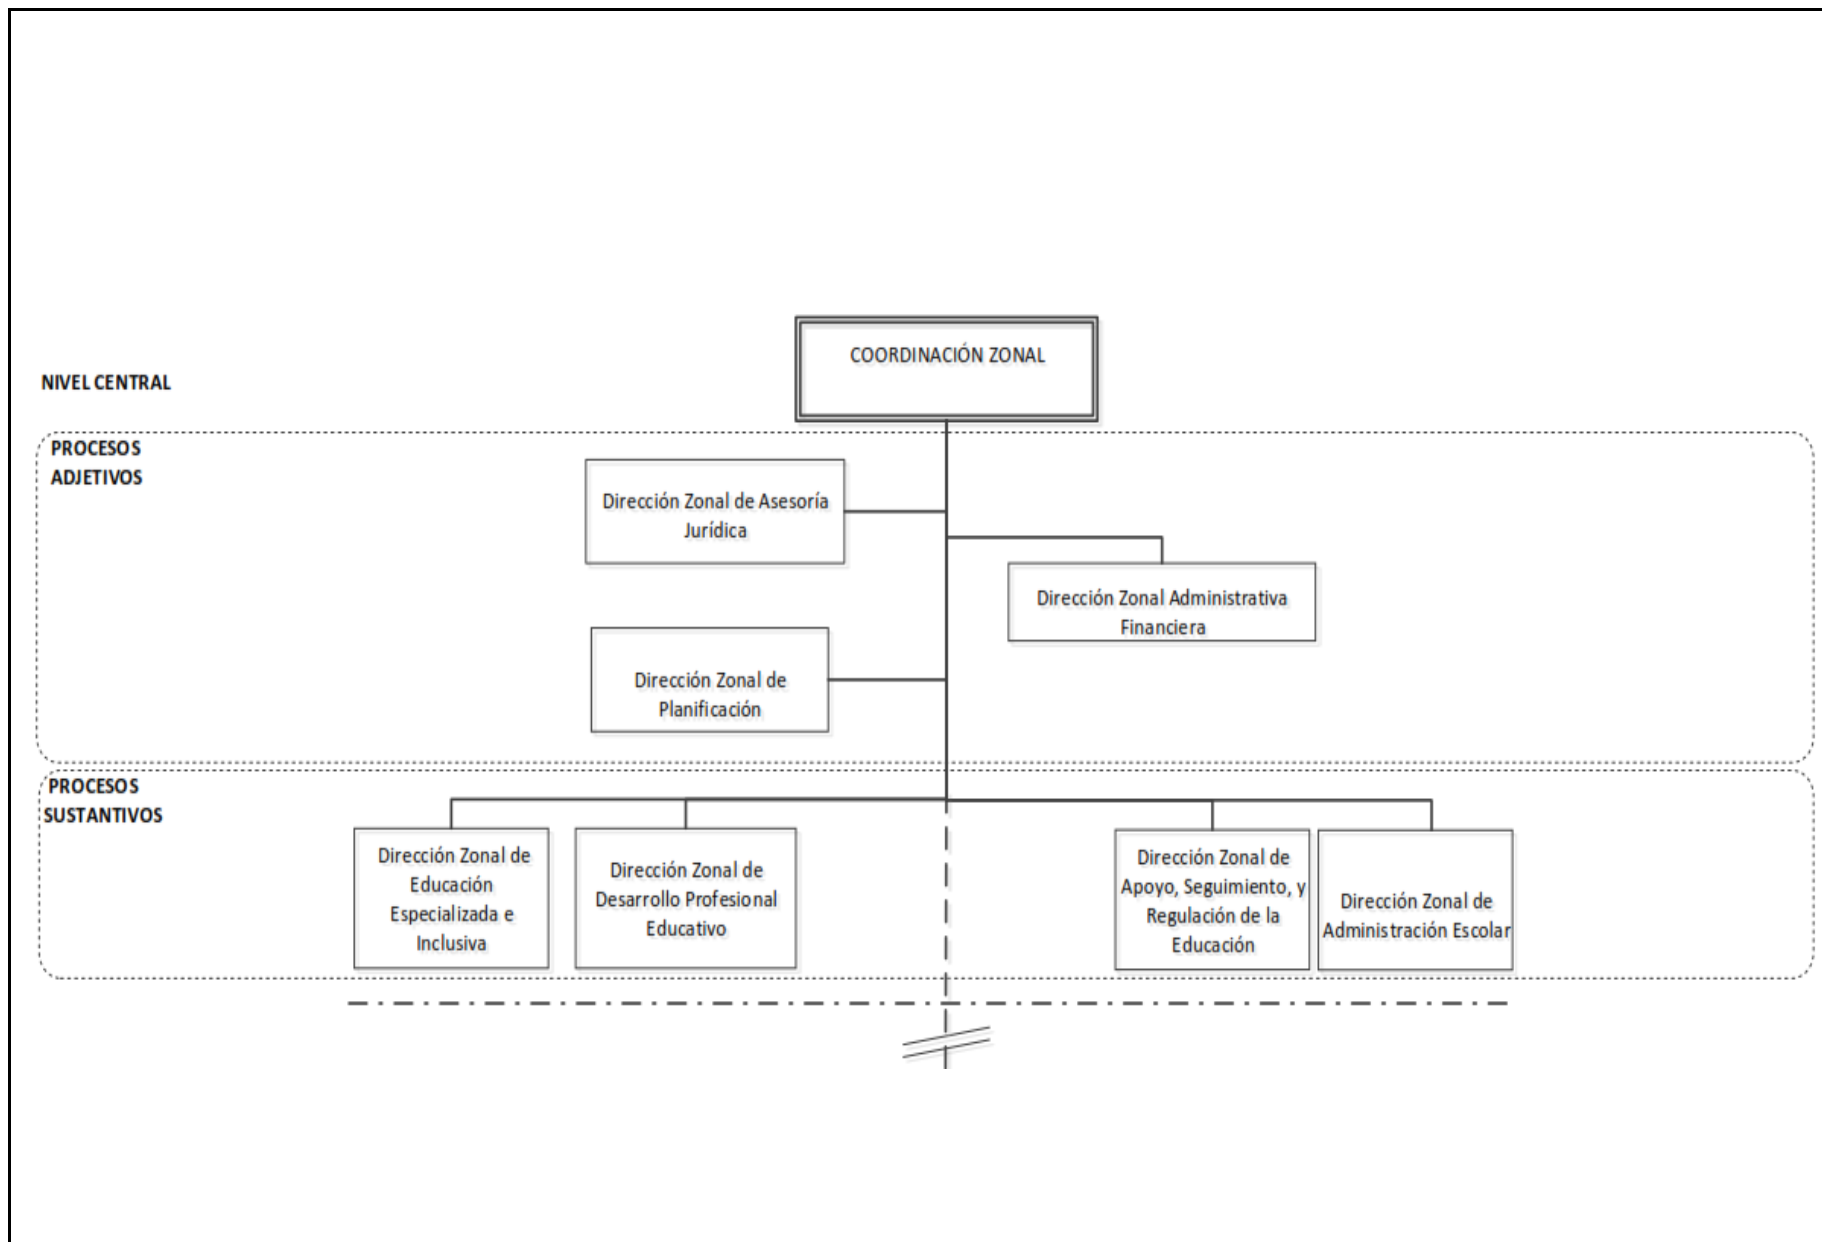 COORDINACIÓN ZONAL
NIVEL CENTRAL
PROCESOS
ADJETIVOS
Dirección Zonal de Asesoría
Jurídica
Dirección Zonal Administrativa
Financiera
Dirección Zonal de
Planificación
PROCESOS
SUSTANTIVOS
Dirección Zonal de
Educación
Especializada e
Inclusiva
Dirección Zonal de
Desarrollo Profesional
Educativo
Dirección Zonal de
Apoyo, Seguimiento, y
Regulación de la
Educación
Dirección Zonal de
Administración Escolar